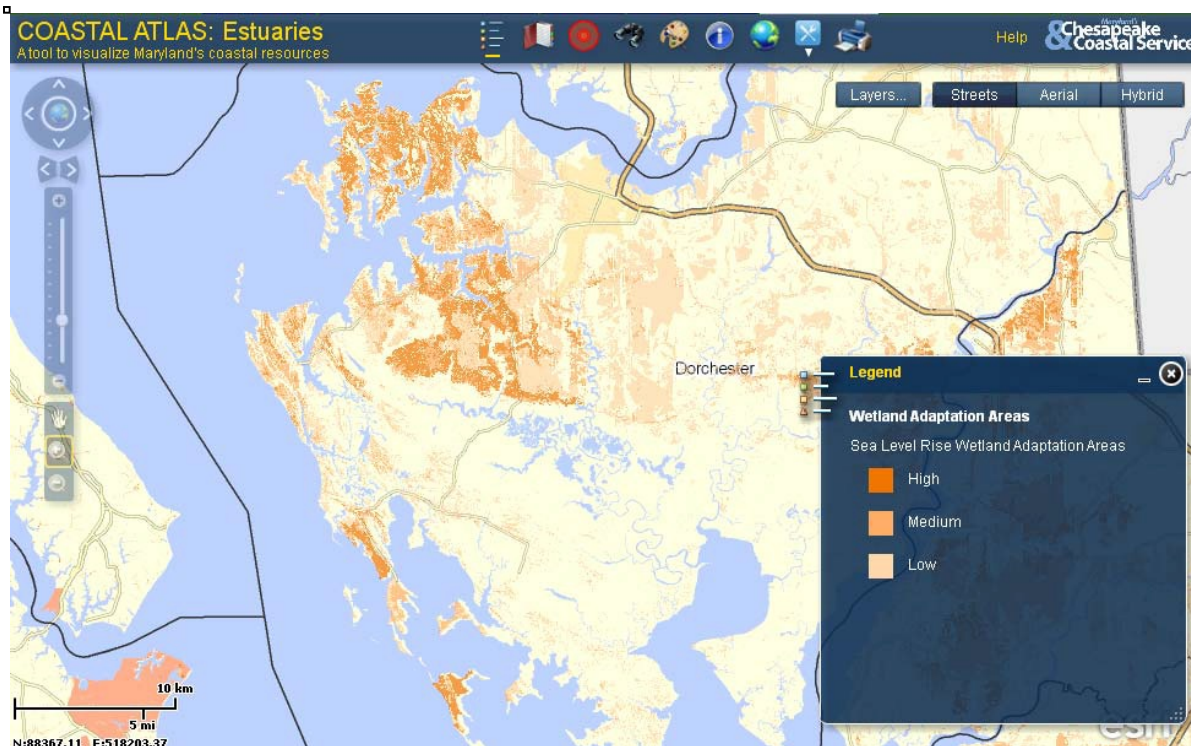 COASTAL ATLAS: Estuaries
A tool to visualize Maryland's coastal resources
Help
Maryland's
Chesapeake
& Coastal Service
Layers...
Streets
Aerial
Hybrid
Dorchester
Legend
Wetland Adaptation Areas
Sea Level Rise Wetland Adaptation Areas
High
Medium
Low
10 km
5 mi
N:88367.11 E:518203.37
esri